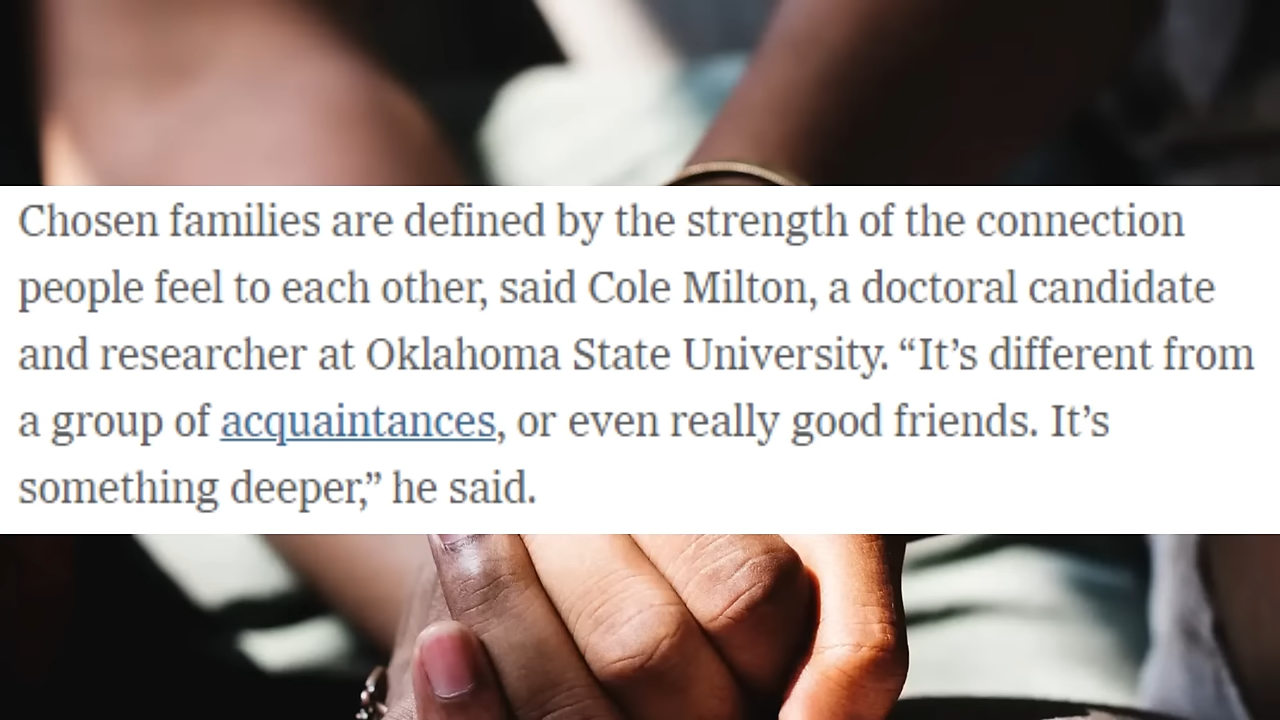 Chosen families are defined by the strength of the connection
people feel to each other, said Cole Milton, a doctoral candidate
and researcher at Oklahoma State University. “It’s different from
a group of acquaintances, or even really good friends. It’s
something deeper,” he said.